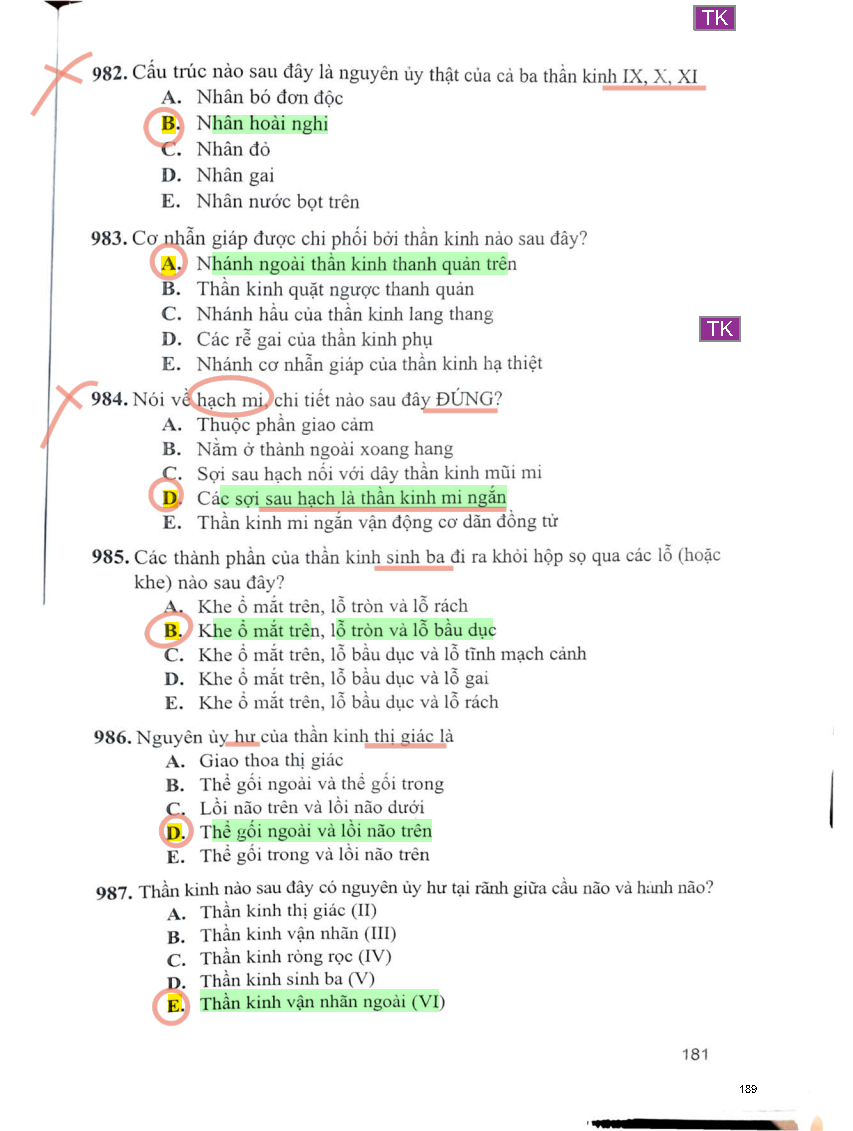 TK
982. Cấu trúc nào sau đây là nguyên ủy thật của cả ba thần kinh IX, X, XI
A. Nhân bó đơn độc
B. Nhân hoài nghi
C. Nhân đỏ
D. Nhân gai
E. Nhân nước bọt trên
983. Cơ nhẫn giáp được chi phối bởi thần kinh nào sau đây?
A. Nhánh ngoài thần kinh thanh quản trên
B. Thần kinh quặt ngược thanh quản
C. Nhánh hầu của thần kinh lang thang
TK
D. Các rễ gai của thần kinh phụ
E. Nhánh cơ nhẫn giáp của thần kinh hạ thiệt
984. Nói về hạch mi, chi tiết nào sau đây ĐÚNG?
A. Thuộc phần giao cảm
B. Nằm ở thành ngoài xoang hang
C. Sợi sau hạch nối với dây thần kinh mũi mi
D. Các sợi sau hạch là thần kinh mi ngắn
E. Thần kinh mi ngắn vận động cơ dãn đồng tử
985. Các thành phần của thần kinh sinh ba đi ra khỏi hộp sọ qua các lỗ (hoặc
khe) nào sau đây?
A. Khe ổ mắt trên, lỗ tròn và lỗ rách
B. Khe ổ mắt trên, lỗ tròn và lỗ bầu dục
C. Khe ổ mắt trên, lỗ bầu dục và lỗ tĩnh mạch cảnh
D. Khe ổ mắt trên, lỗ bầu dục và lỗ gai
E. Khe ổ mắt trên, lỗ bầu dục và lỗ rách
986. Nguyên ủy hư của thần kinh thị giác là
A. Giao thoa thị giác
B. Thể gối ngoài và thể gối trong
C. Lồi não trên và lồi não dưới
D. Thể gối ngoài và lồi não trên
E. Thể gối trong và lồi não trên
987. Thần kinh nào sau đây có nguyên ủy hư tại rãnh giữa cầu não và hành não?
A. Thần kinh thị giác (II)
B. Thần kinh vận nhãn (III)
C. Thần kinh ròng rọc (IV)
D. Thần kinh sinh ba (V)
E. Thần kinh vận nhãn ngoài (VI)
181
189